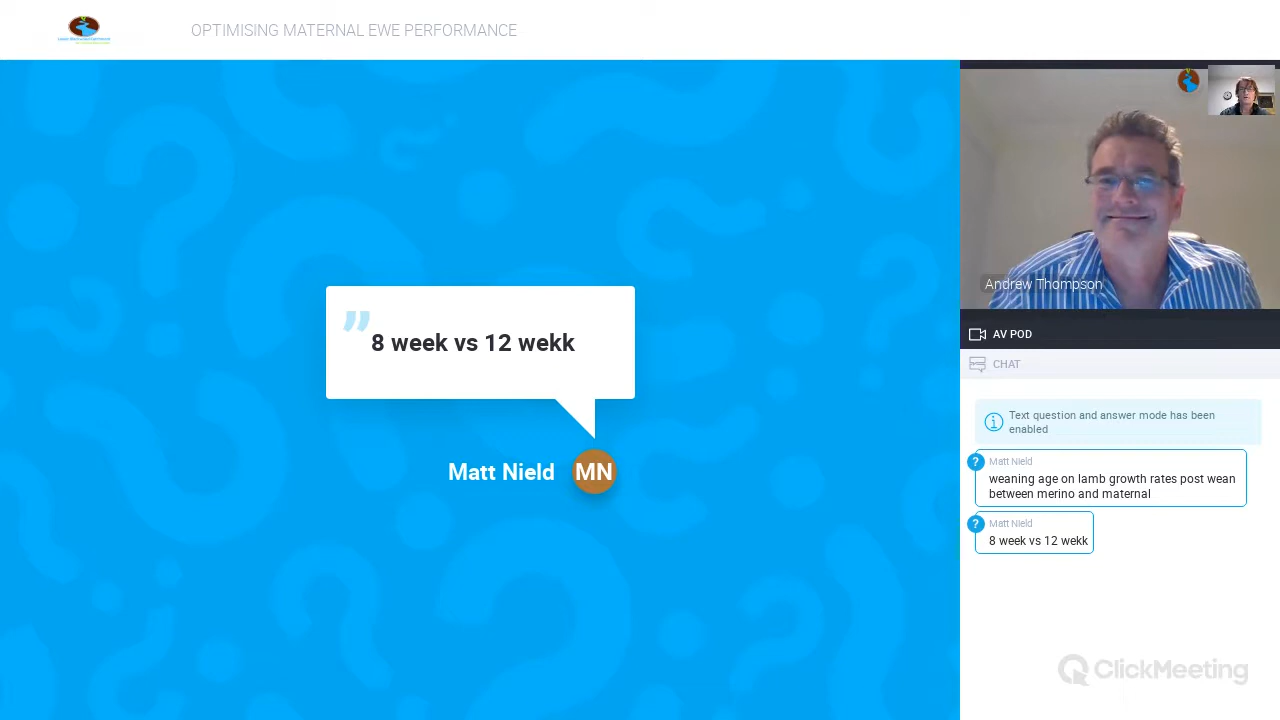 OPTIMISING MATERNAL EWE PERFORMANCE
8 week vs 12 wekk
Matt Nield
MN
Andrew Thompson
AV POD
CHAT
Text question and answer mode has been
enabled
?
Matt Nield
weaning age on lamb growth rates post wean
between merino and maternal
?
Matt Nield
8 week vs 12 wekk
ClickMeeting